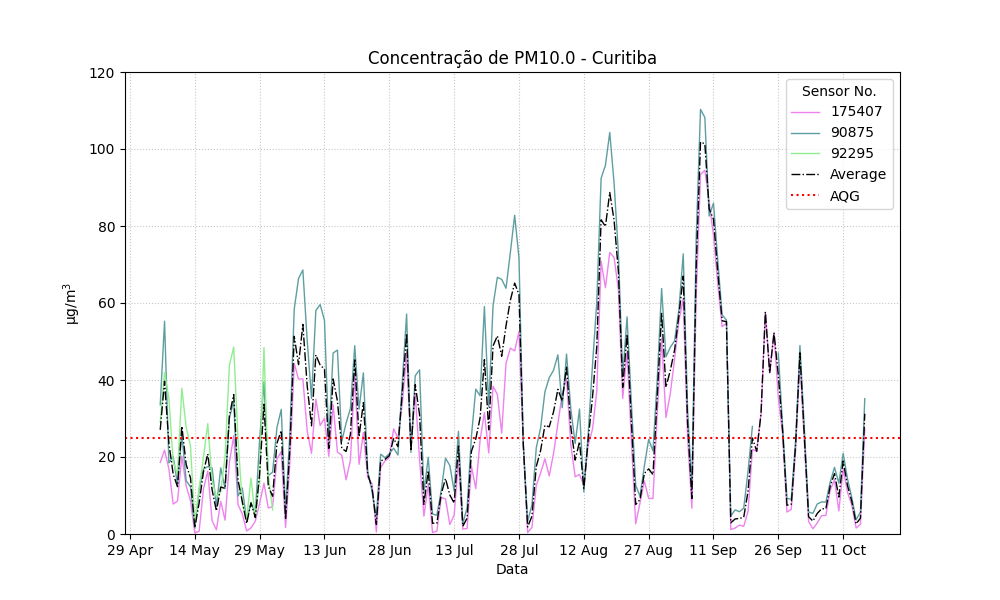 Concentração de PM10.0 - Curitiba
120
100
80
60
40
20
0
µg/m³
29 Apr 14 May 29 May 13 Jun 28 Jun 13 Jul 28 Jul 12 Aug 27 Aug 11 Sep 26 Sep 11 Oct
Data
Sensor No.
175407
90875
92295
Average
AQG